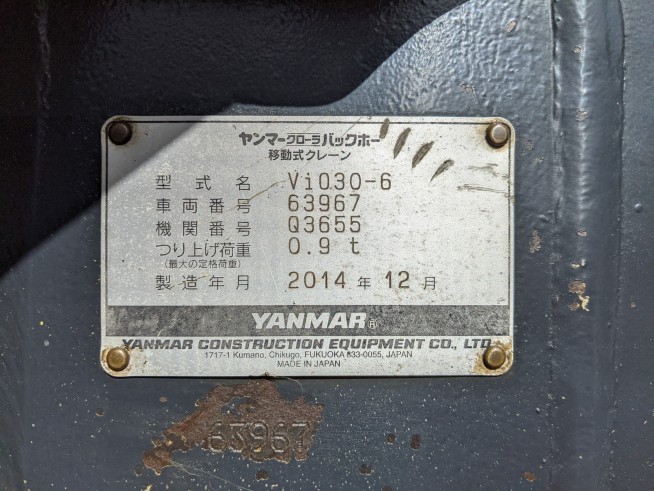 ヤンマークローラバックホー
移動式クレーン
型式名 ViO30-6
車両番号 63967
機関番号 Q3655
つり上げ荷重 0.9 t
(最大の定格荷重)
製造年月 2014 年 12 月
YANMAR®
YANMAR CONSTRUCTION EQUIPMENT CO., LTD.
1717-1 Kumano, Chikugo, FUKUOKA 833-0055, JAPAN
MADE IN JAPAN
63967